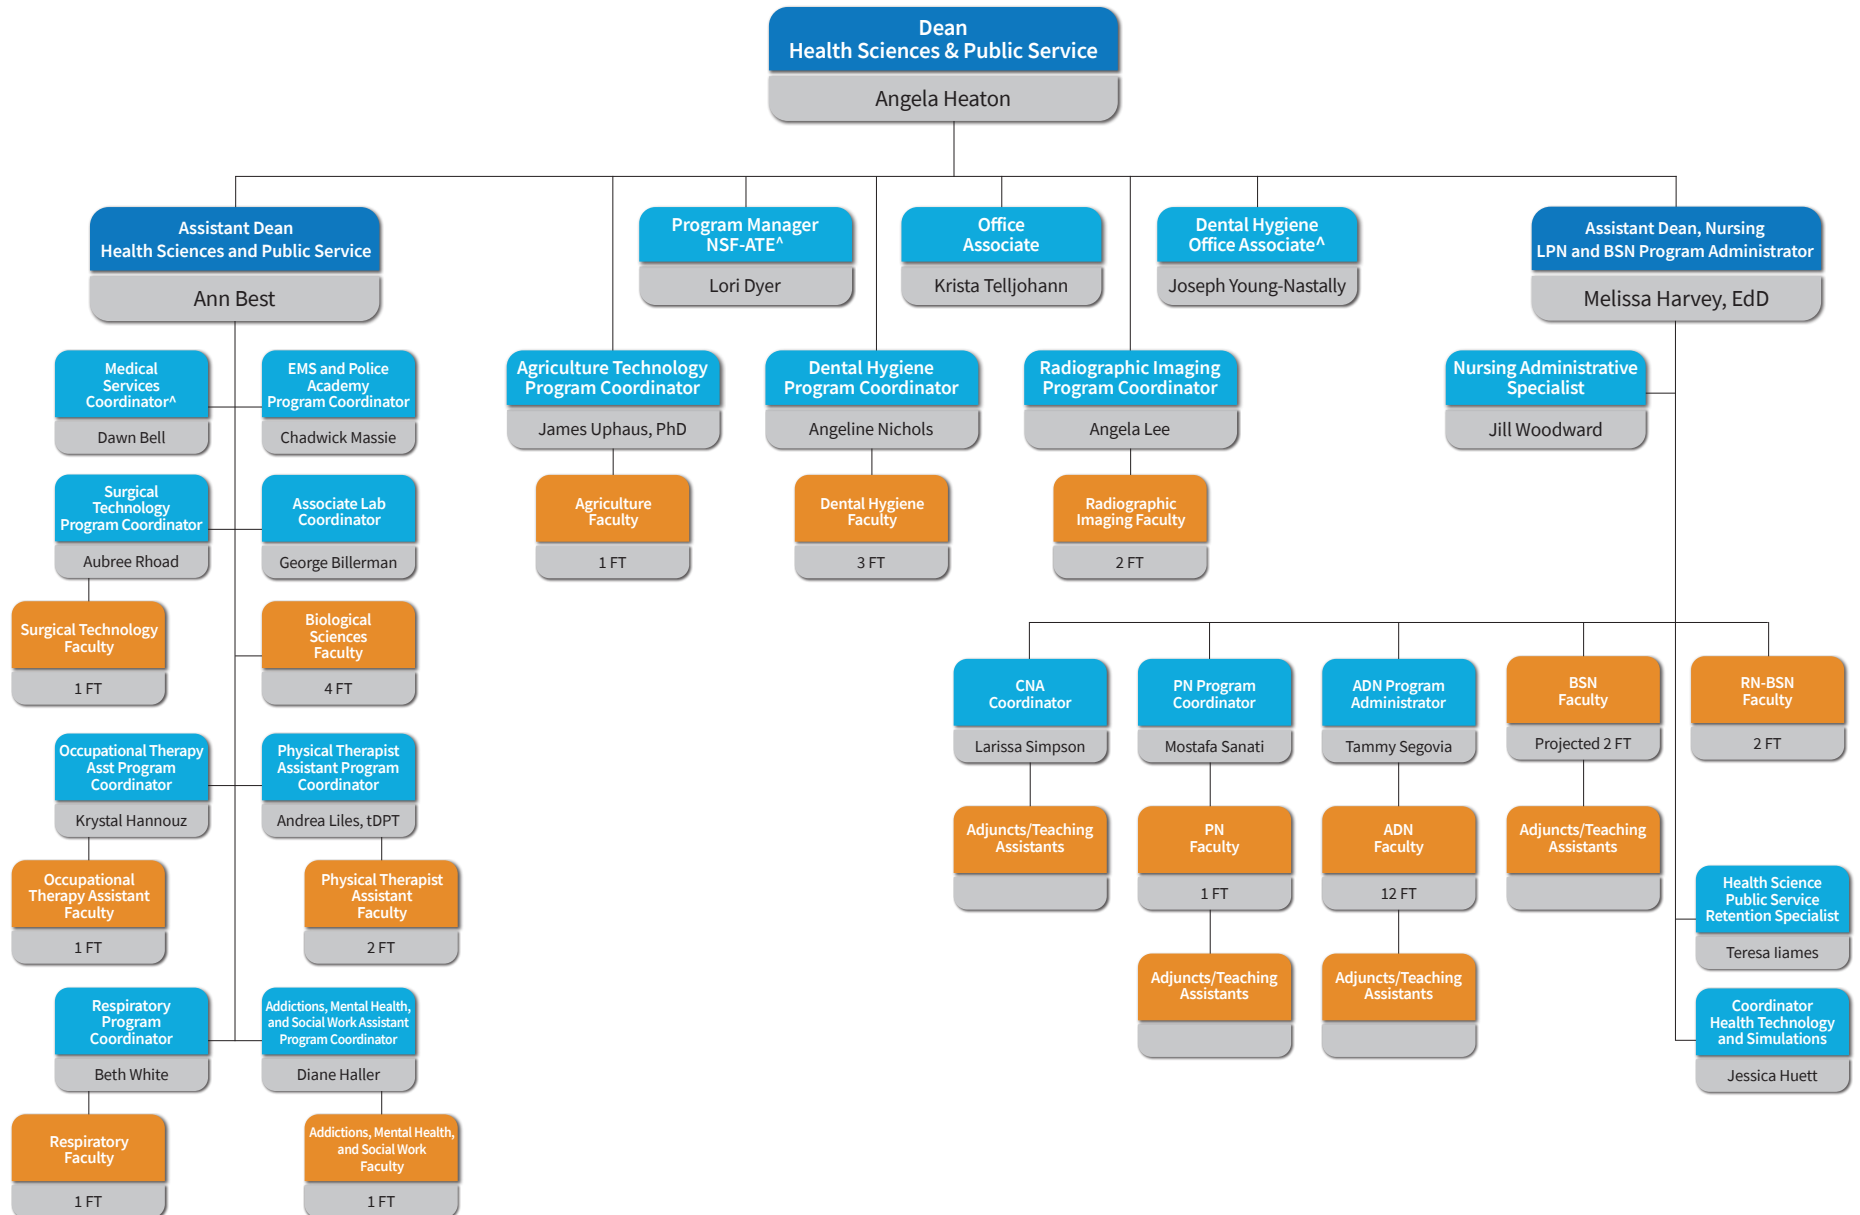 Dean
Health Sciences & Public Service
Angela Heaton
Assistant Dean
Health Sciences and Public Service
Ann Best
Program Manager
NSF-ATE^
Lori Dyer
Office
Associate
Krista Telljohann
Dental Hygiene
Office Associate^
Joseph Young-Nastally
Assistant Dean, Nursing
LPN and BSN Program Administrator
Melissa Harvey, EdD
Medical
Services
Coordinator^
Dawn Bell
EMS and Police
Academy
Program Coordinator
Chadwick Massie
Agriculture Technology
Program Coordinator
James Uphaus, PhD
Dental Hygiene
Program Coordinator
Angeline Nichols
Radiographic Imaging
Program Coordinator
Angela Lee
Nursing Administrative
Specialist
Jill Woodward
Surgical
Technology
Program Coordinator
Aubree Rhoad
Associate Lab
Coordinator
George Billerman
Agriculture
Faculty
1 FT
Dental Hygiene
Faculty
3 FT
Radiographic
Imaging Faculty
2 FT
Surgical Technology
Faculty
1 FT
Biological
Sciences
Faculty
4 FT
CNA
Coordinator
Larissa Simpson
PN Program
Coordinator
Mostafa Sanati
ADN Program
Administrator
Tammy Segovia
BSN
Faculty
Projected 2 FT
RN-BSN
Faculty
2 FT
Occupational Therapy
Asst Program
Coordinator
Krystal Hannouz
Physical Therapist
Assistant Program
Coordinator
Andrea Liles, tDPT
Adjuncts/Teaching
Assistants
PN
Faculty
1 FT
ADN
Faculty
12 FT
Adjuncts/Teaching
Assistants
Occupational
Therapy Assistant
Faculty
1 FT
Physical Therapist
Assistant
Faculty
2 FT
Health Science
Public Service
Retention Specialist
Teresa Iiames
Adjuncts/Teaching
Assistants
Adjuncts/Teaching
Assistants
Respiratory
Program
Coordinator
Beth White
Addictions, Mental Health,
and Social Work Assistant
Program Coordinator
Diane Haller
Coordinator
Health Technology
and Simulations
Jessica Huett
Respiratory
Faculty
1 FT
Addictions, Mental Health,
and Social Work
Faculty
1 FT